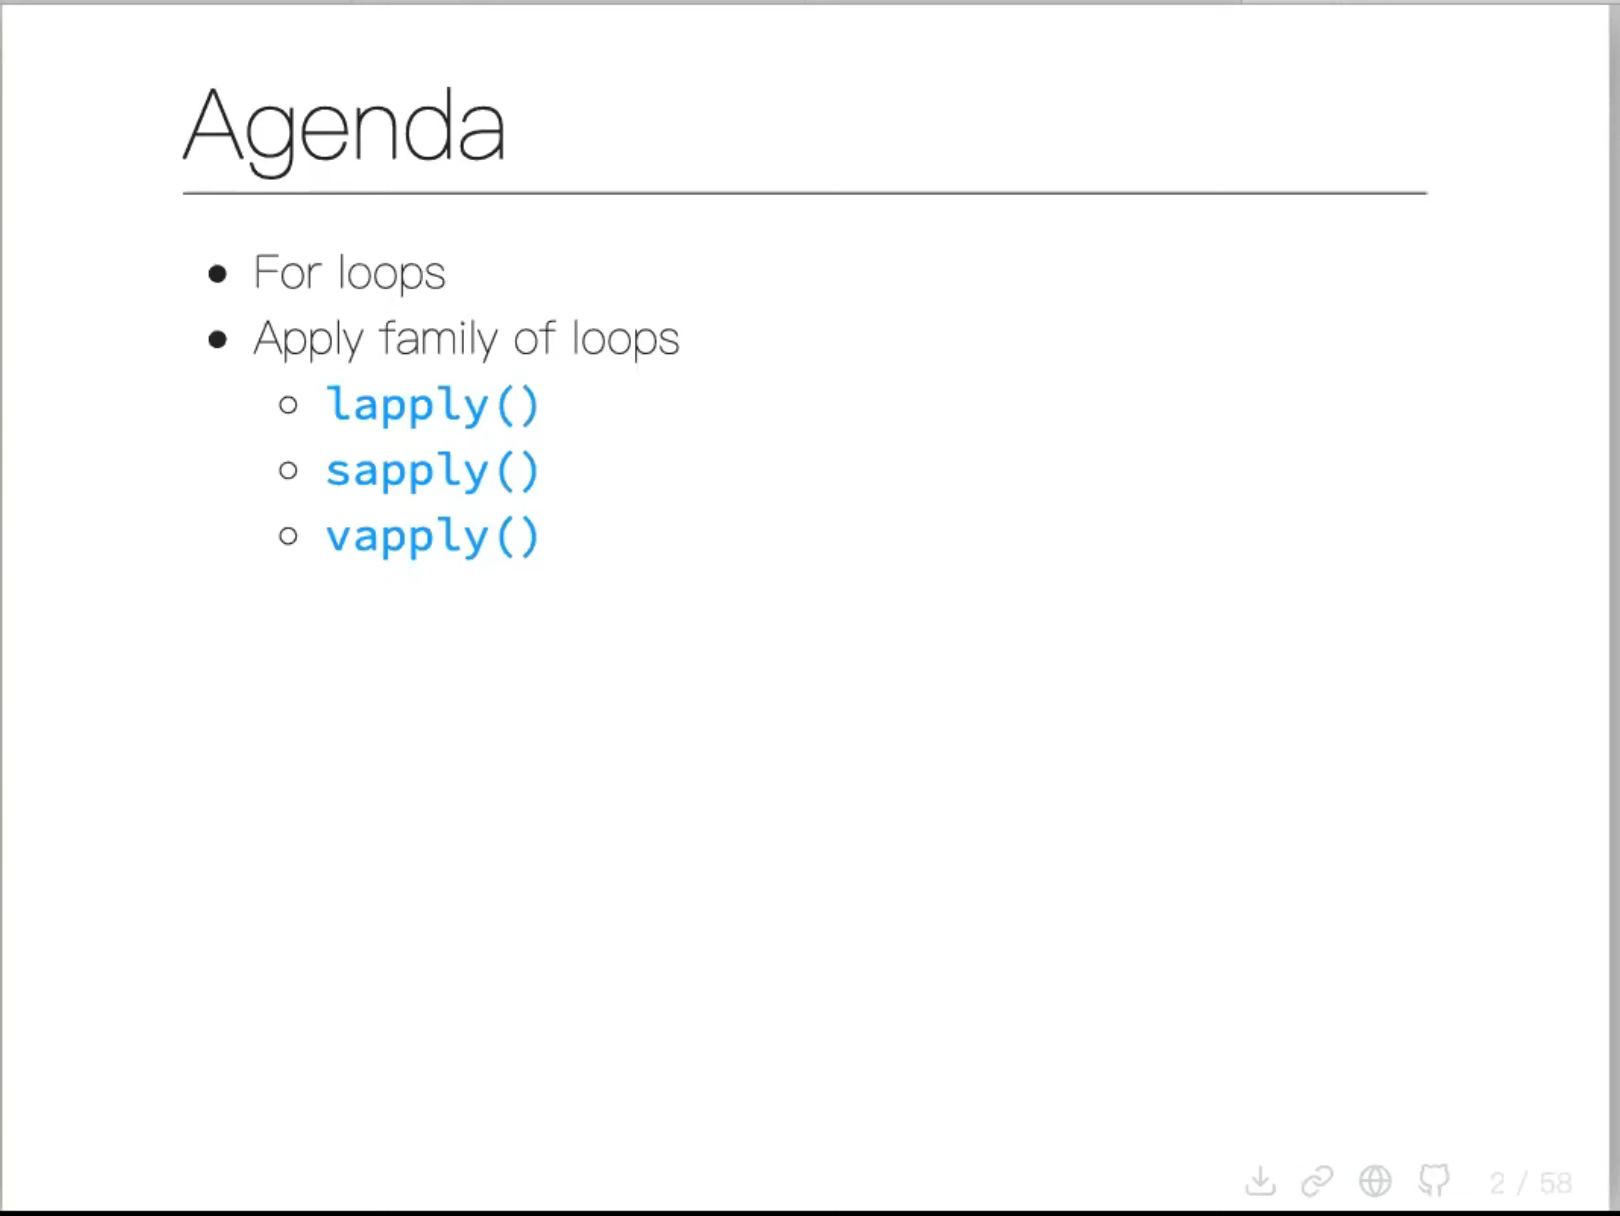 Agenda
For loops
Apply family of loops
lapply()
sapply()
vapply()
2 / 58